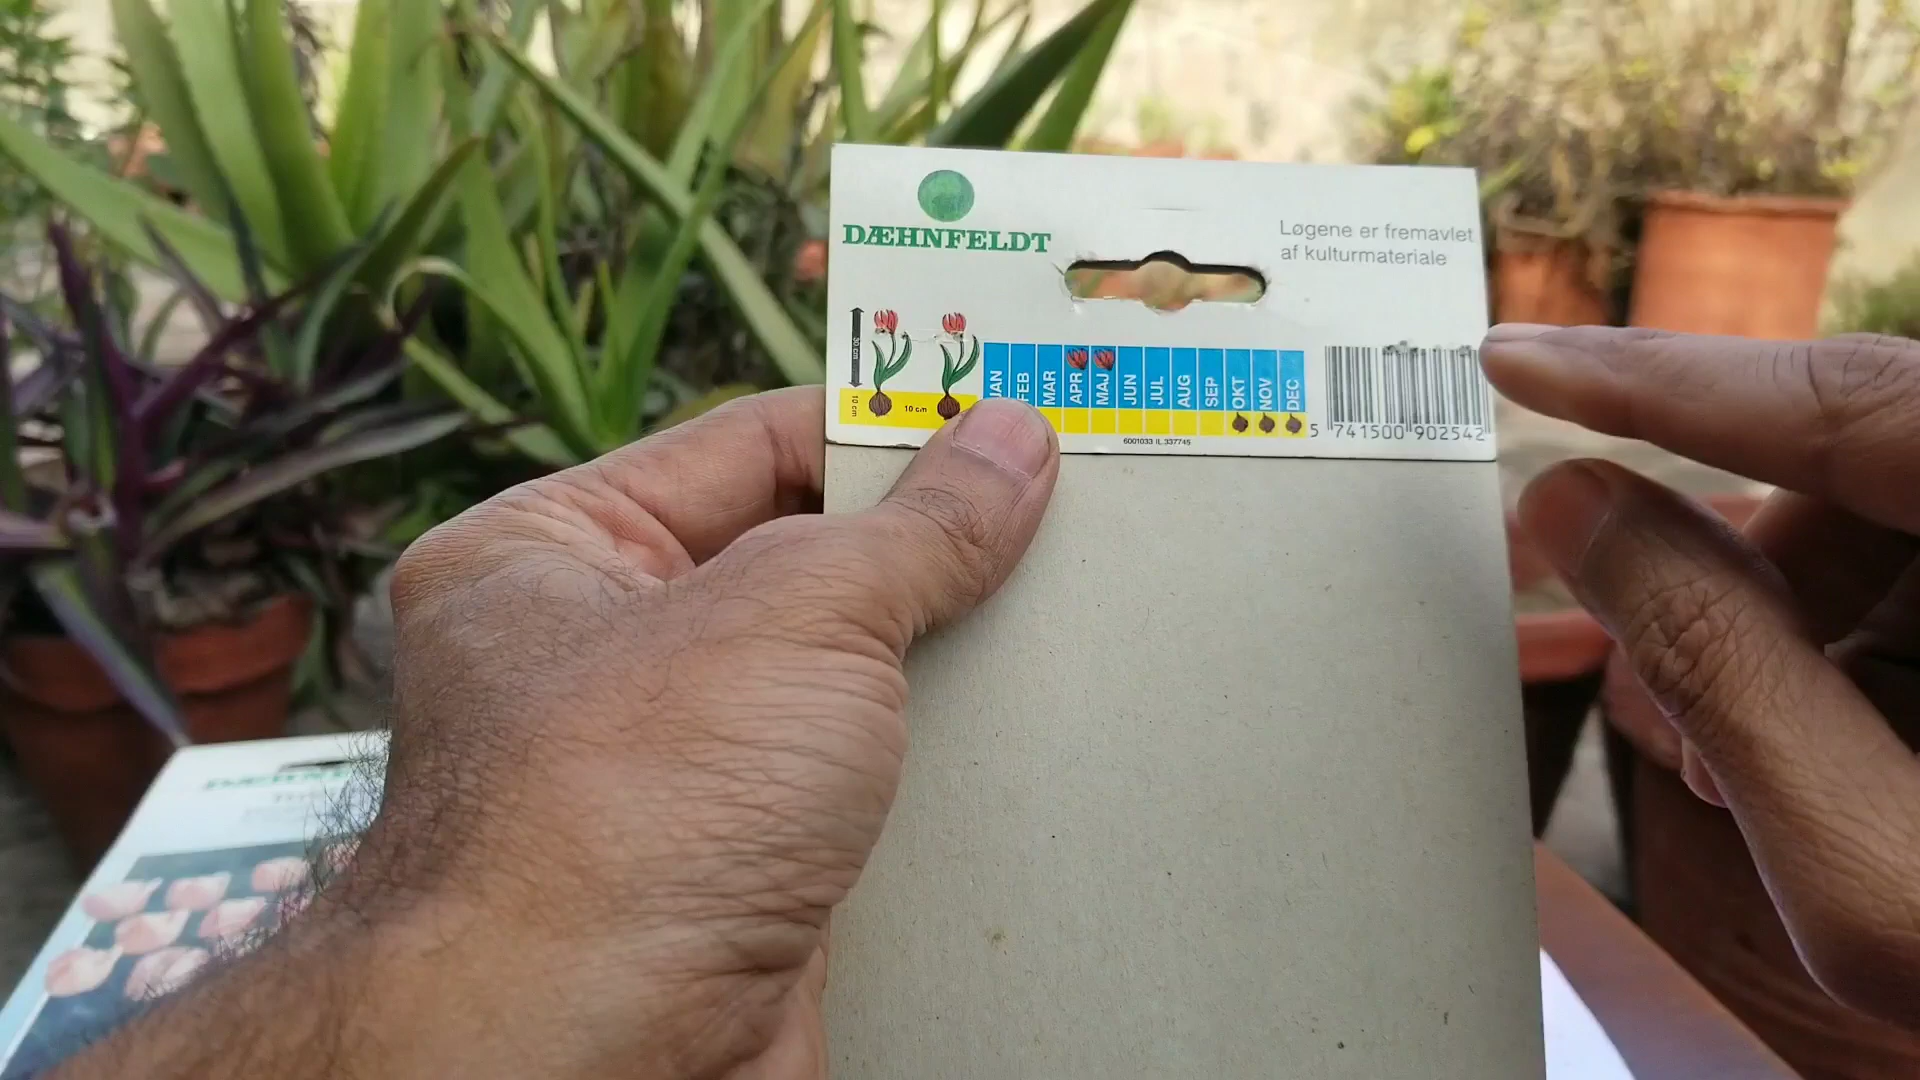 DÆHNFELDT
Løgene er fremavlet
af kulturmateriale
30 cm
10 cm
10 cm
JAN FEB MAR APR MAJ JUN JUL AUG SEP OKT NOV DEC
5 741500 902542
6001033 IL.337745